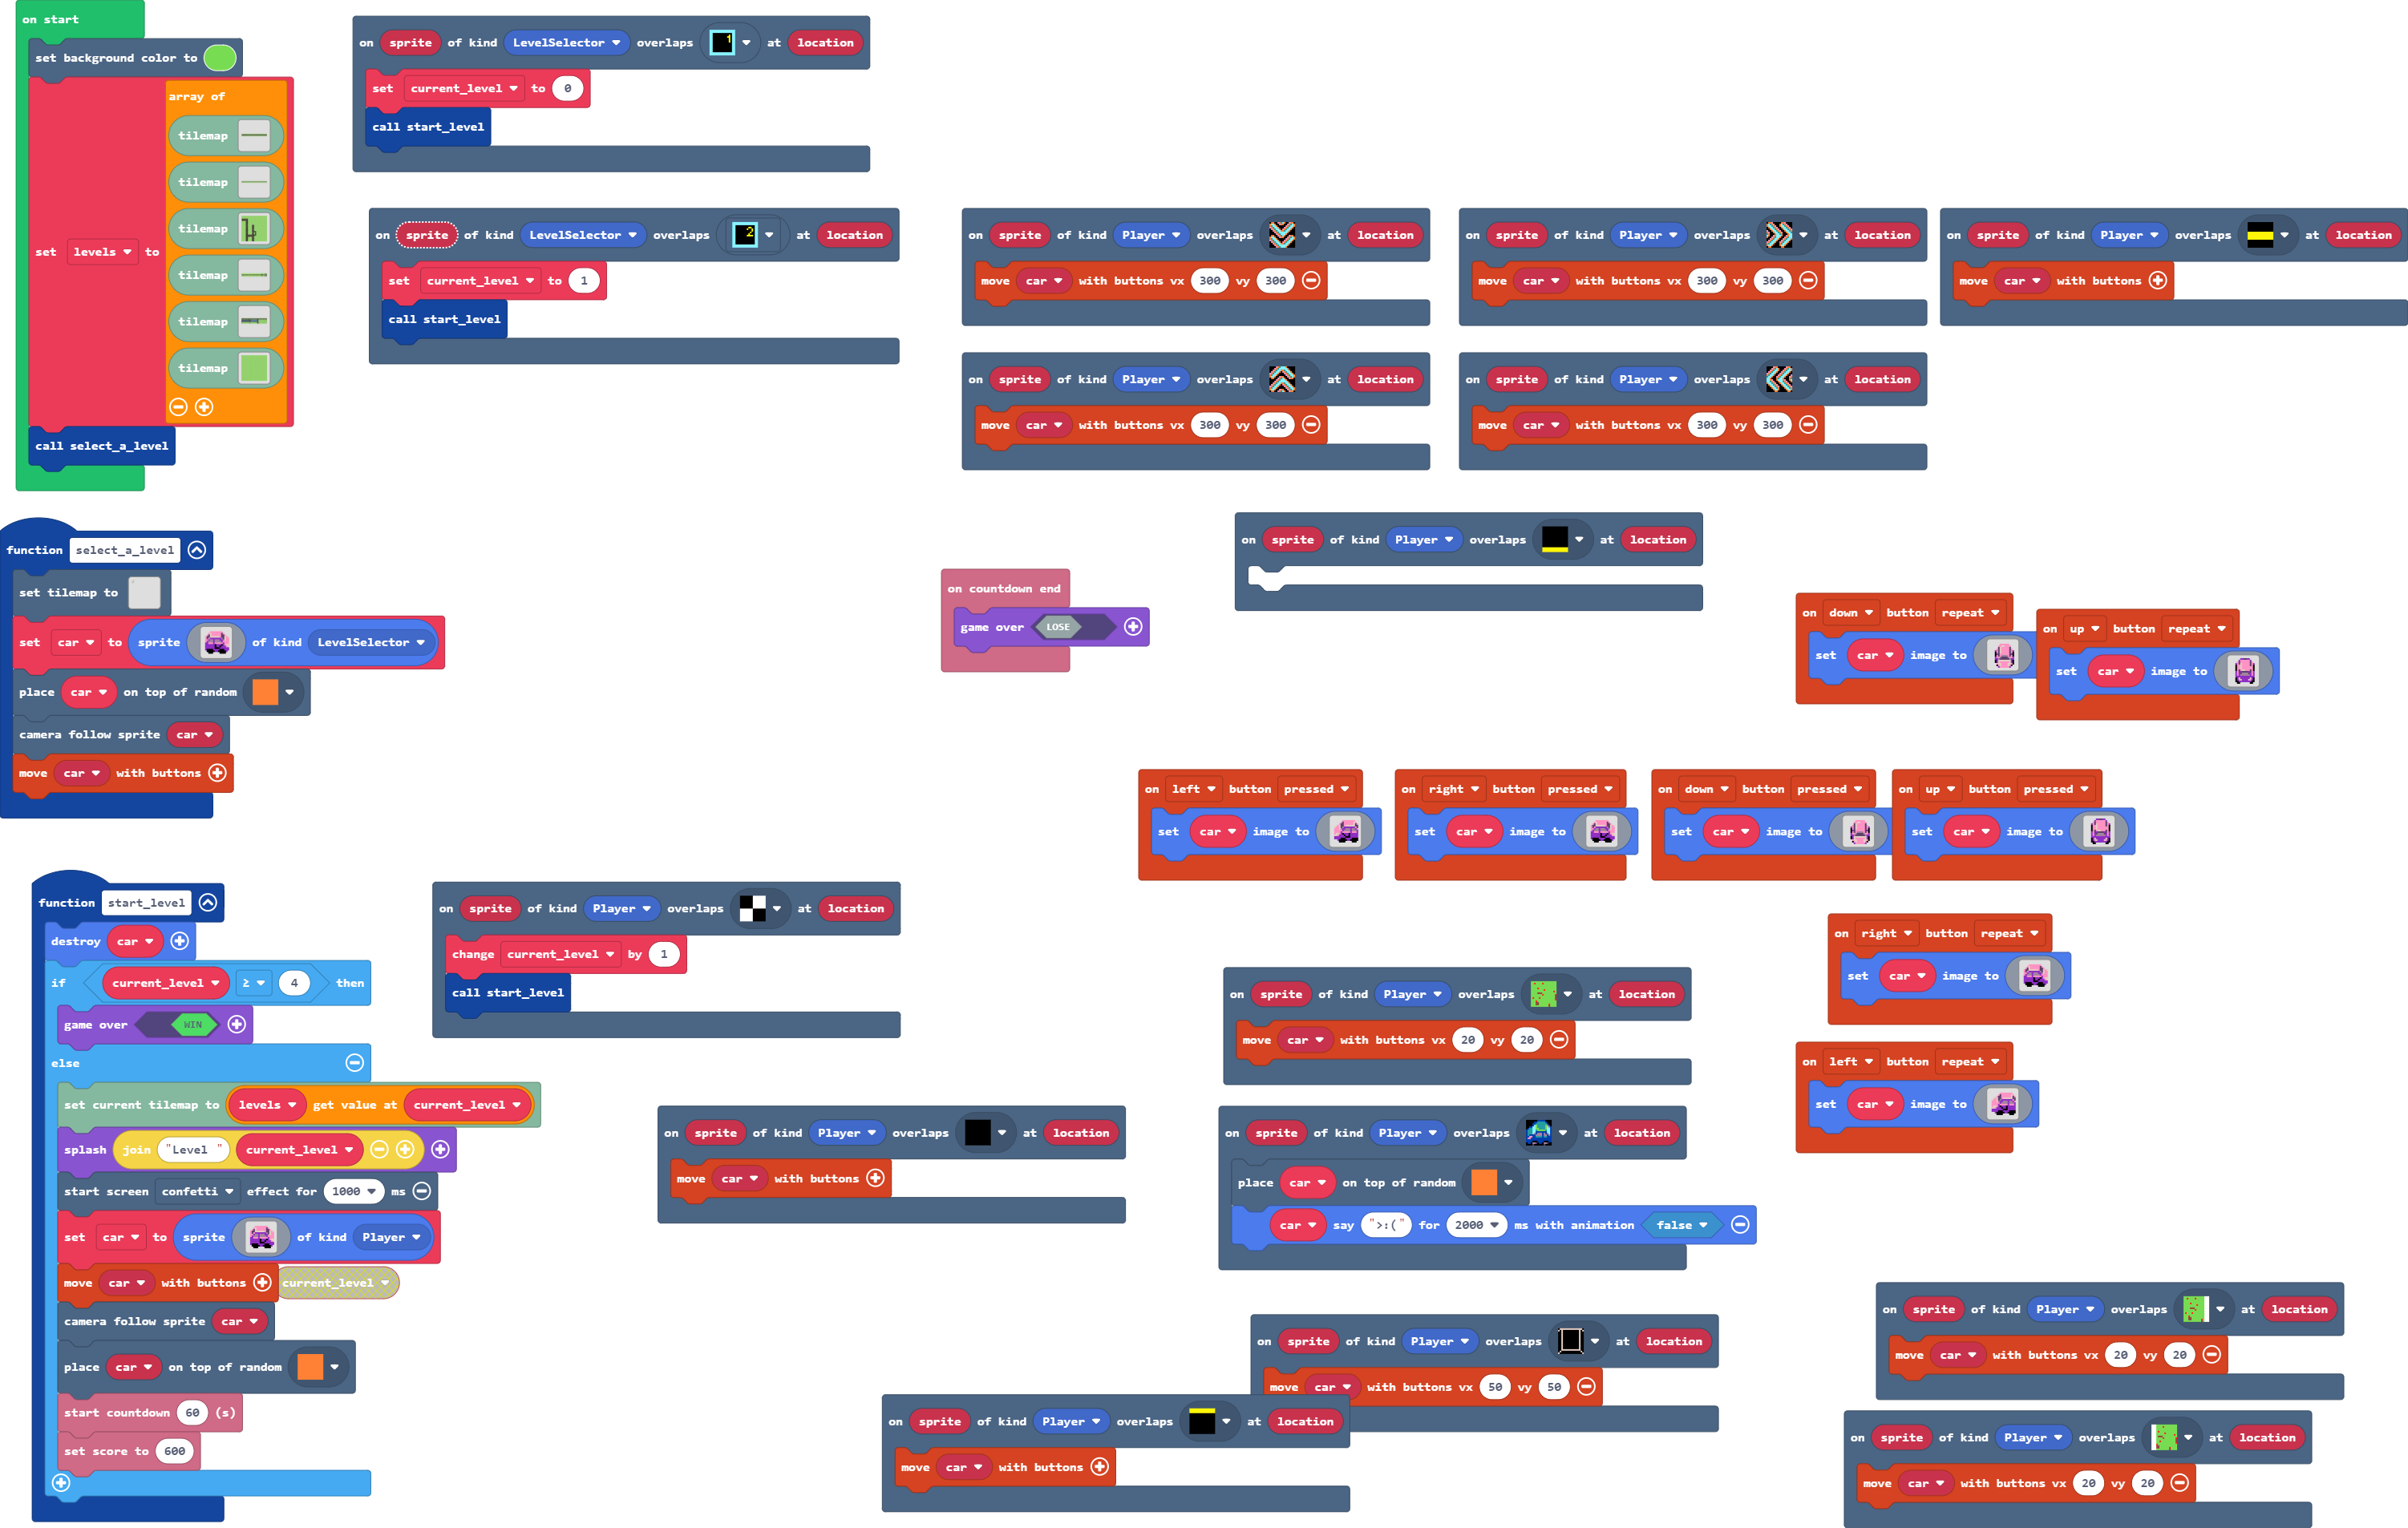 on start
set background color to
set levels to
array of
tilemap
tilemap
tilemap
tilemap
tilemap
tilemap
call select_a_level
on sprite of kind LevelSelector overlaps 1 at location
set current_level to 0
call start_level
on sprite of kind LevelSelector overlaps 2 at location
set current_level to 1
call start_level
on sprite of kind Player overlaps at location
move car with buttons vx 300 vy 300
on sprite of kind Player overlaps at location
move car with buttons vx 300 vy 300
on sprite of kind Player overlaps at location
move car with buttons
on sprite of kind Player overlaps at location
move car with buttons vx 300 vy 300
on sprite of kind Player overlaps at location
move car with buttons vx 300 vy 300
function select_a_level
set tilemap to
set car to sprite of kind LevelSelector
place car on top of random
camera follow sprite car
move car with buttons
on countdown end
game over LOSE
on sprite of kind Player overlaps at location
on down button repeat
set car image to
on up button repeat
set car image to
on left button pressed
set car image to
on right button pressed
set car image to
on down button pressed
set car image to
on up button pressed
set car image to
function start_level
destroy car
if current_level ≥ 4 then
game over WIN
else
set current tilemap to levels get value at current_level
splash join "Level " current_level
start screen confetti effect for 1000 ms
set car to sprite of kind Player
move car with buttons current_level
camera follow sprite car
place car on top of random
start countdown 60 (s)
set score to 600
on sprite of kind Player overlaps at location
change current_level by 1
call start_level
on right button repeat
set car image to
on left button repeat
set car image to
on sprite of kind Player overlaps at location
move car with buttons vx 20 vy 20
on sprite of kind Player overlaps at location
move car with buttons
on sprite of kind Player overlaps at location
place car on top of random
car say ">:(" for 2000 ms with animation false
on sprite of kind Player overlaps at location
move car with buttons vx 50 vy 50
on sprite of kind Player overlaps at location
move car with buttons
on sprite of kind Player overlaps at location
move car with buttons vx 20 vy 20
on sprite of kind Player overlaps at location
move car with buttons vx 20 vy 20